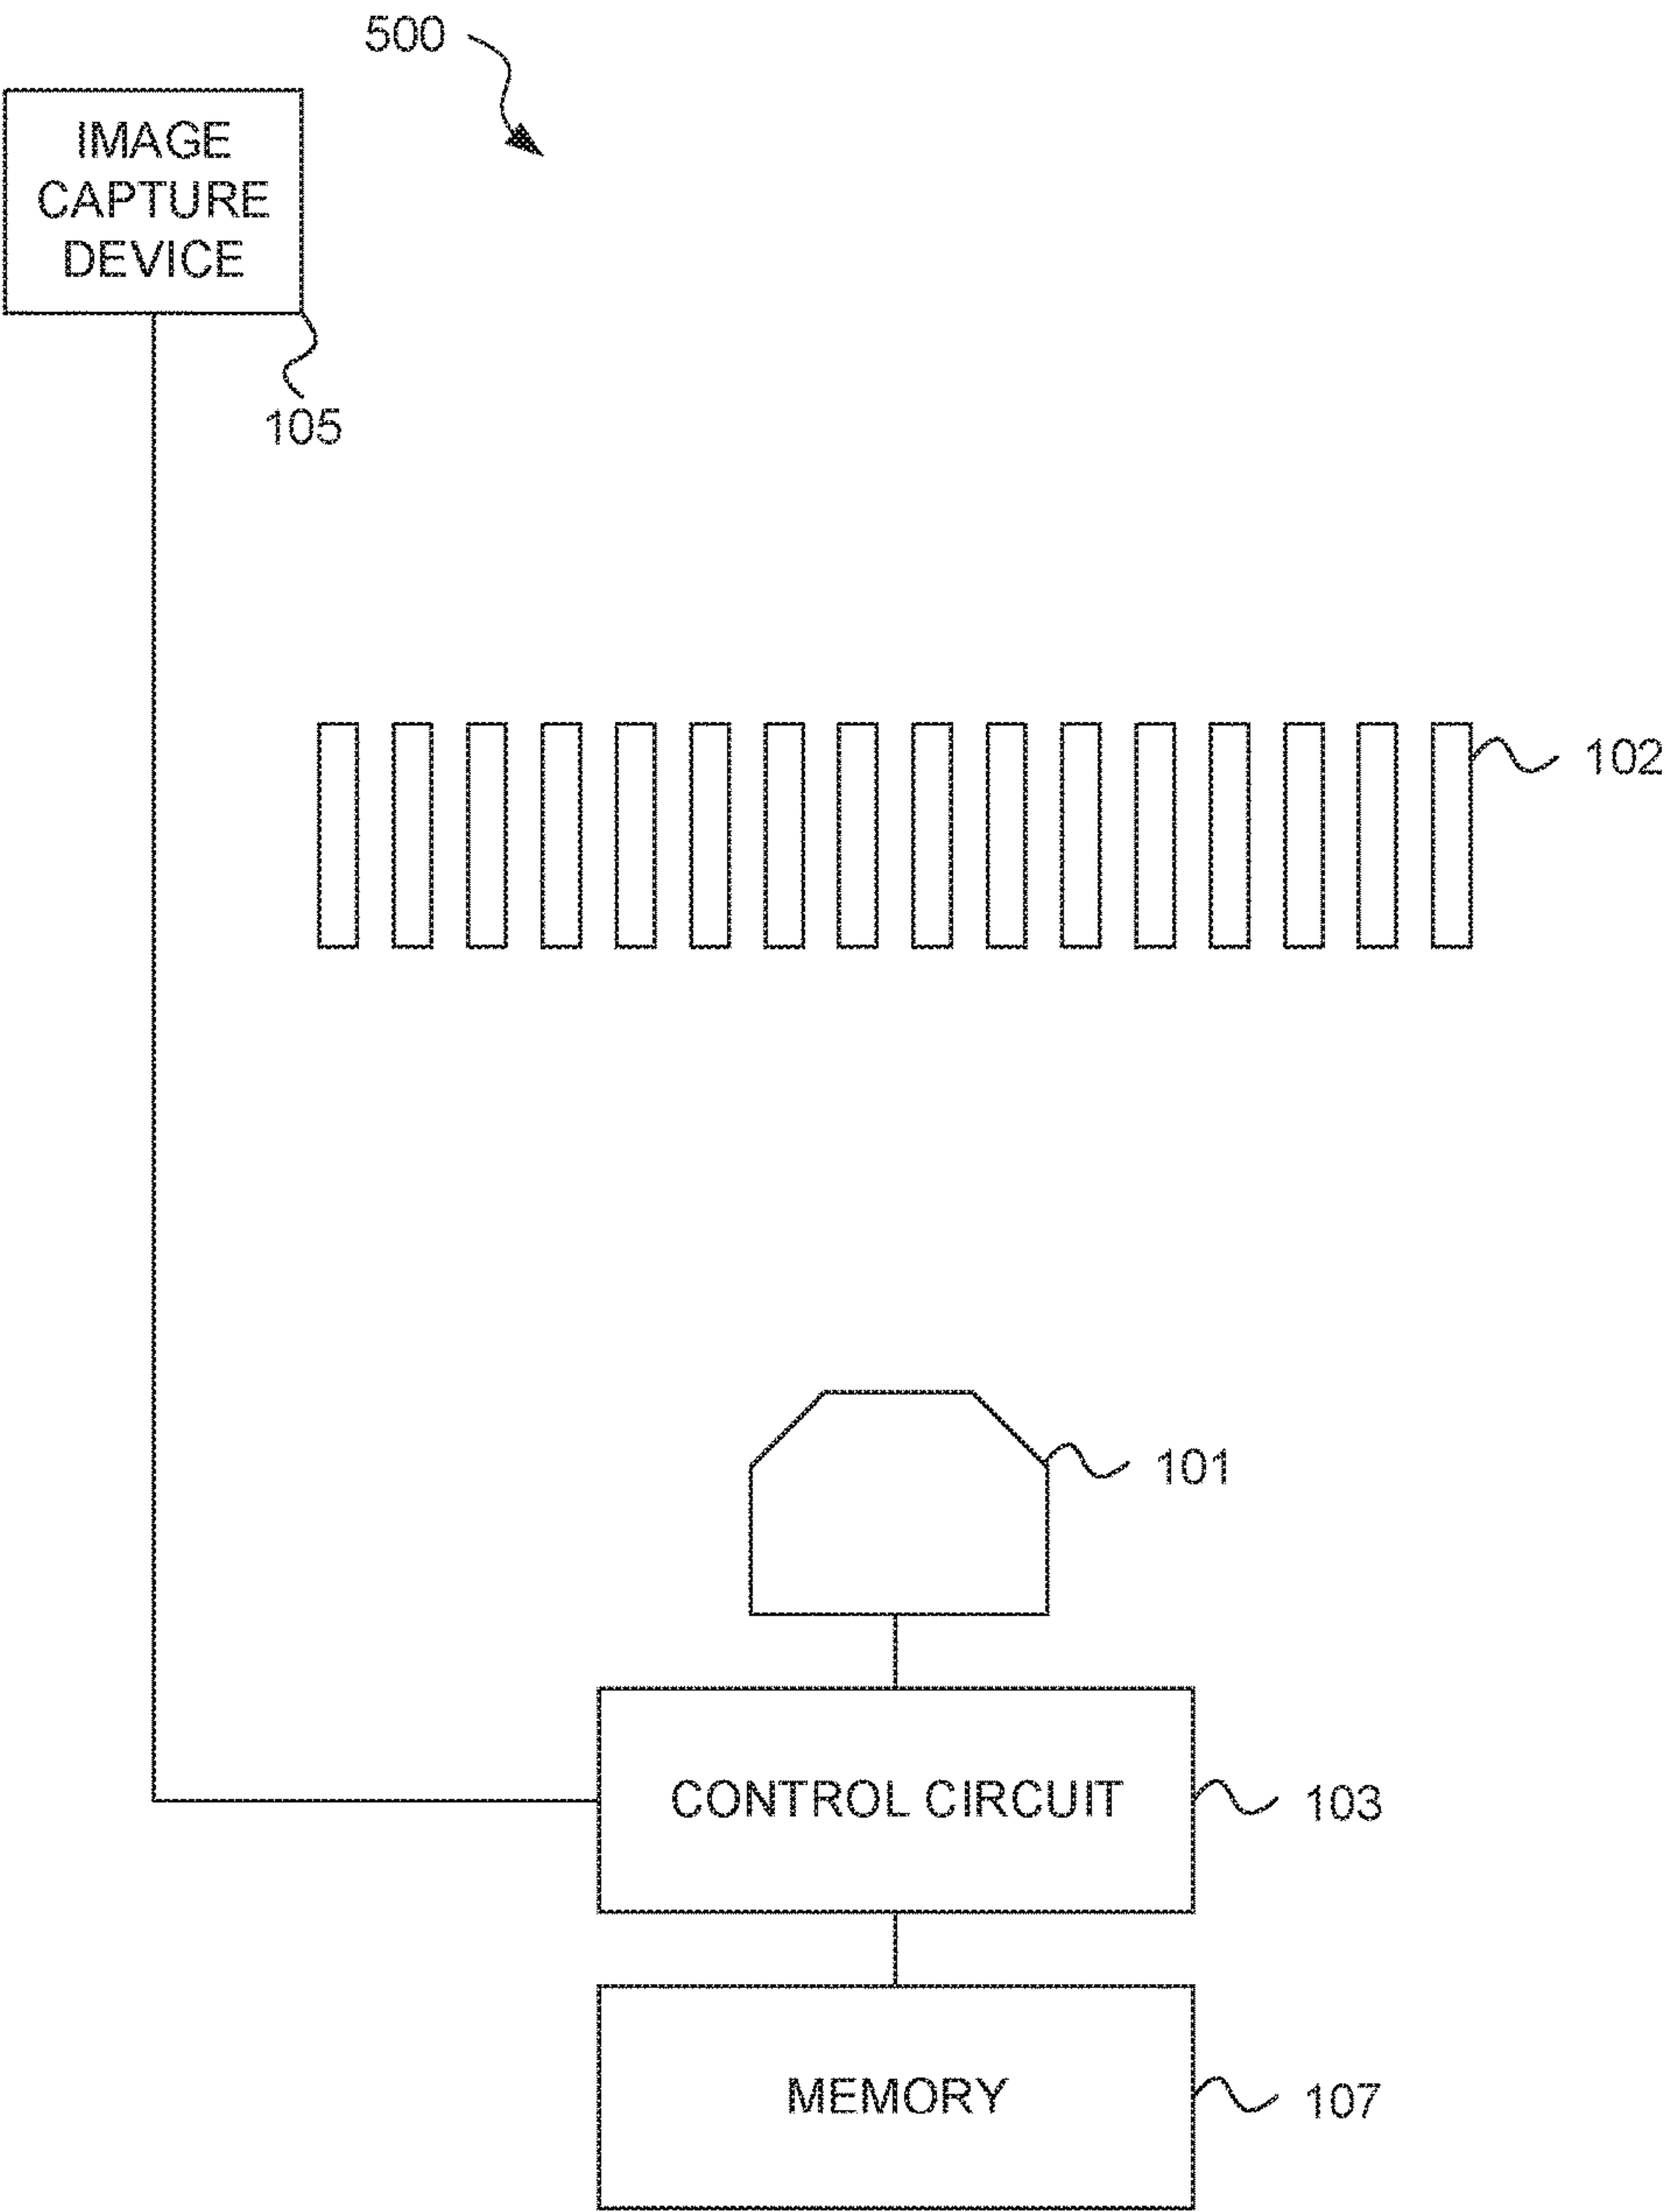 500
IMAGE
CAPTURE
DEVICE
105
102
101
CONTROL CIRCUIT
103
MEMORY
107